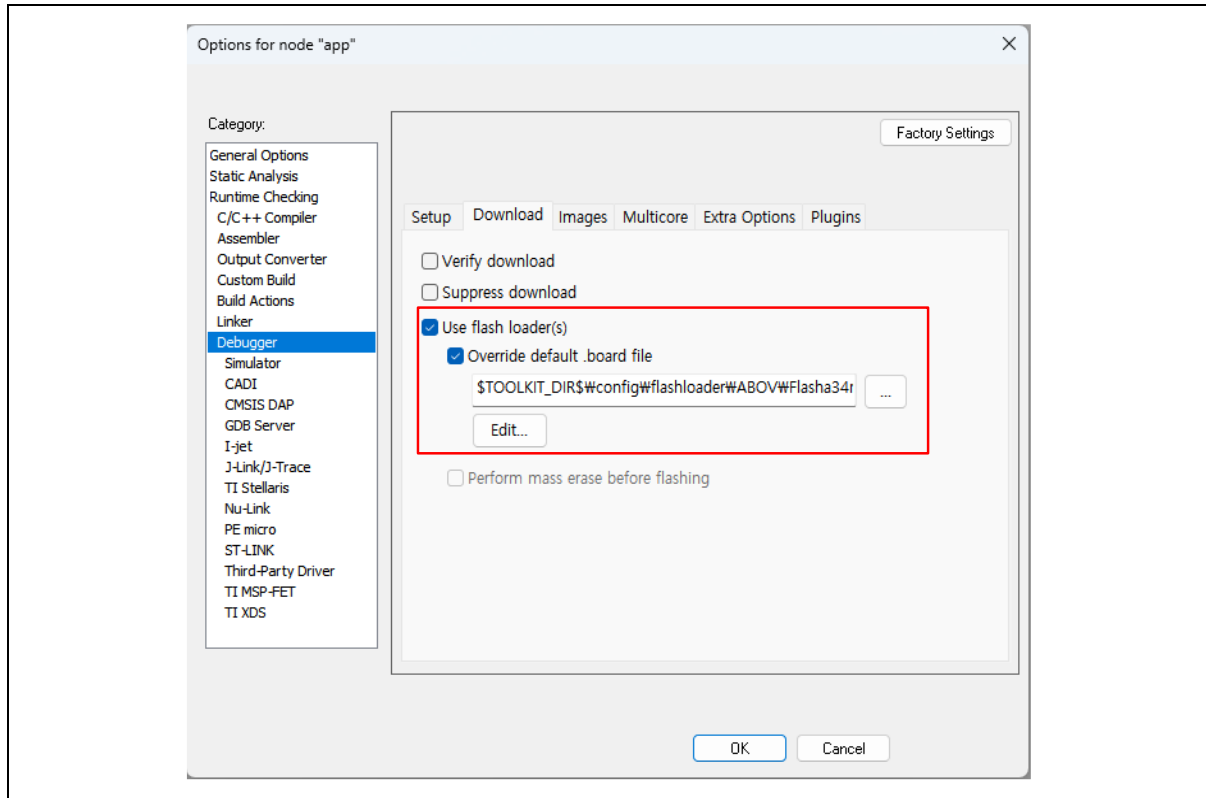 Options for node "app"
Category:
Factory Settings
General Options
Static Analysis
Runtime Checking
C/C++ Compiler
Assembler
Output Converter
Custom Build
Build Actions
Linker
Debugger
Simulator
CADI
CMSIS DAP
GDB Server
I-jet
J-Link/J-Trace
TI Stellaris
Nu-Link
PE micro
ST-LINK
Third-Party Driver
TI MSP-FET
TI XDS
Setup Download Images Multicore Extra Options Plugins
Verify download
Suppress download
Use flash loader(s)
Override default .board file
$TOOLKIT_DIR$₩config₩flashloader₩ABOV₩Flasha34r
...
Edit...
Perform mass erase before flashing
OK Cancel